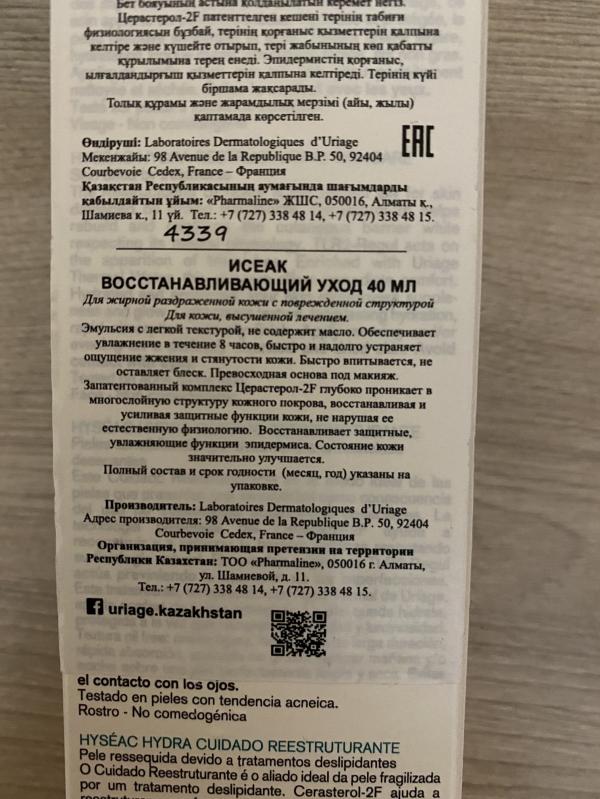 Бет бояуының астына қолданылатын керемет негіз.
Церастерол-2F патенттелген кешені терінің табиғи
физиологиясын бұзбай, терінің қорғаныс қызметтерін қалпына
келтіре және күшейте отырып, тері жабынының көп қабатты
құрылымына терең енеді. Эпидермистің қорғаныс,
ылғалдандырғыш қызметтерін қалпына келтіреді. Терінің күйі
біршама жақсарады.
Толық құрамы және жарамдылық мерзімі (айы, жылы)
қаптамада көрсетілген.
Өндіруші: Laboratoires Dermatologiques d'Uriage
Мекенжайы: 98 Avenue de la Republique B.P. 50, 92404
Courbevoie Cedex, France – Франция
EAC
Қазақстан Республикасының аумағында шағымдарды
қабылдайтын ұйым: «Pharmaline» ЖШС, 050016, Алматы қ.,
Шамиева к., 11 үй. Тел.: +7 (727) 338 48 14, +7 (727) 338 48 15.
4339
ИСЕАК
ВОССТАНАВЛИВАЮЩИЙ УХОД 40 МЛ
Для жирной раздраженной кожи с поврежденной структурой
Для кожи, высушенной лечением.
Эмульсия с легкой текстурой, не содержит масло. Обеспечивает
увлажнение в течение 8 часов, быстро и надолго устраняет
ощущение жжения и стянутости кожи. Быстро впитывается, не
оставляет блеск. Превосходная основа под макияж.
Запатентованный комплекс Церастерол-2F глубоко проникает в
многослойную структуру кожного покрова, восстанавливая и
усиливая защитные функции кожи, не нарушая ее
естественную физиологию. Восстанавливает защитные,
увлажняющие функции эпидермиса. Состояние кожи
значительно улучшается.
Полный состав и срок годности (месяц, год) указаны на
упаковке.
Производитель: Laboratoires Dermatologiques d'Uriage
Адрес производителя: 98 Avenue de la Republique B.P. 50, 92404
Courbevoie Cedex, France – Франция
Организация, принимающая претензии на территории
Республики Казахстан: ТОО «Pharmaline», 050016 г. Алматы,
ул. Шамиевой, д. 11.
Тел.: +7 (727) 338 48 14, +7 (727) 338 48 15.
uriage.kazakhstan
el contacto con los ojos.
Testado en pieles con tendencia acneica.
Rostro - No comedogénica
HYSÉAC HYDRA CUIDADO REESTRUTURANTE
Pele ressequida devido a tratamentos deslipidantes
O Cuidado Reestruturante é o aliado ideal da pele fragilizada
por um tratamento deslipidante. Cerasterol-2F ajuda a